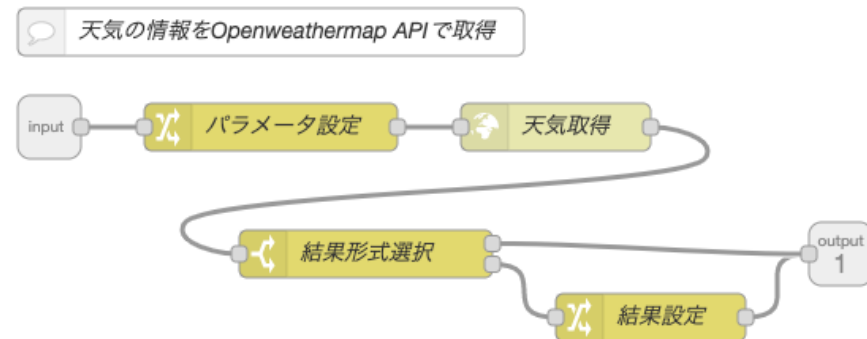 天気の情報をOpenweathermap APIで取得
input
パラメータ設定
天気取得
結果形式選択
output
1
結果設定